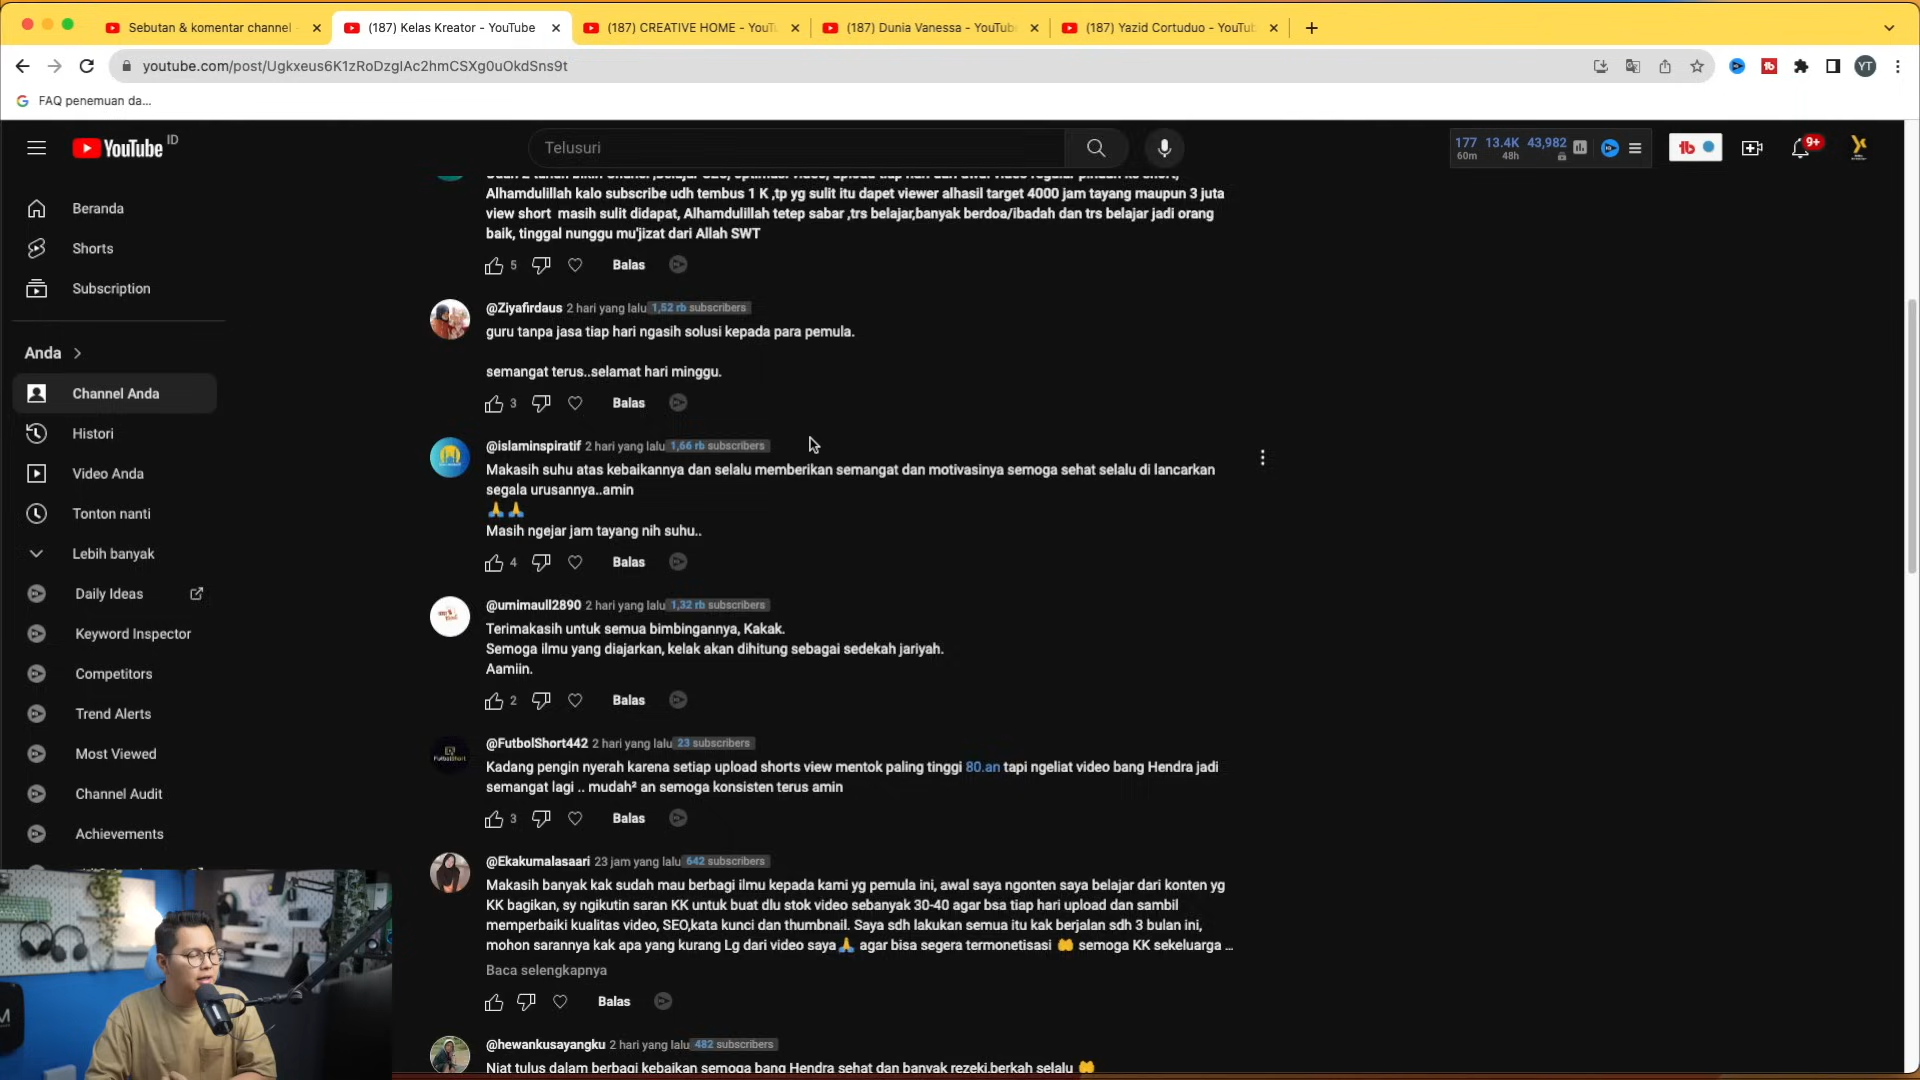 Sebutan & komentar channel
(187) Kelas Kreator - YouTube
(187) CREATIVE HOME - YouT
(187) Dunia Vanessa - YouTube
(187) Yazid Cortuduo - YouTub
youtube.com/post/Ugkxeus6K1zRoDzglAc2hmCSXg0uOkdSns9t
YT
FAQ penemuan da...
YouTube ID
Telusuri
177 13.4K 43,982
60m 48h
9+
Beranda
Shorts
Subscription
Anda
Channel Anda
Histori
Video Anda
Tonton nanti
Lebih banyak
Daily Ideas
Keyword Inspector
Competitors
Trend Alerts
Most Viewed
Channel Audit
Achievements
Alhamdulillah kalo subscribe udh tembus 1 K ,tp yg sulit itu dapet viewer alhasil target 4000 jam tayang maupun 3 juta
view short masih sulit didapat, Alhamdulillah tetep sabar ,trs belajar,banyak berdoa/ibadah dan trs belajar jadi orang
baik, tinggal nunggu mu'jizat dari Allah SWT
5 Balas
@Ziyafirdaus 2 hari yang lalu 1,52 rb subscribers
guru tanpa jasa tiap hari ngasih solusi kepada para pemula.
semangat terus..selamat hari minggu.
3 Balas
@islaminspiratif 2 hari yang lalu 1,66 rb subscribers
Makasih suhu atas kebaikannya dan selalu memberikan semangat dan motivasinya semoga sehat selalu di lancarkan
segala urusannya..amin
🙏🙏
Masih ngejar jam tayang nih suhu..
4 Balas
@umimaull2890 2 hari yang lalu 1,32 rb subscribers
Terimakasih untuk semua bimbingannya, Kakak.
Semoga ilmu yang diajarkan, kelak akan dihitung sebagai sedekah jariyah.
Aamiin.
2 Balas
@FutbolShort442 2 hari yang lalu 23 subscribers
Kadang pengin nyerah karena setiap upload shorts view mentok paling tinggi 80.an tapi ngeliat video bang Hendra jadi
semangat lagi .. mudah² an semoga konsisten terus amin
3 Balas
@Ekakumalasaari 23 jam yang lalu 642 subscribers
Makasih banyak kak sudah mau berbagi ilmu kepada kami yg pemula ini, awal saya ngonten saya belajar dari konten yg
KK bagikan, sy ngikutin saran KK untuk buat dlu stok video sebanyak 30-40 agar bsa tiap hari upload dan sambil
memperbaiki kualitas video, SEO,kata kunci dan thumbnail. Saya sdh lakukan semua itu kak berjalan sdh 3 bulan ini,
mohon sarannya kak apa yang kurang Lg dari video saya🙏 agar bisa segera termonetisasi 🤲 semoga KK sekeluarga ...
Baca selengkapnya
Balas
@hewankusayangku 2 hari yang lalu 482 subscribers
Niat tulus dalam berbagi kebaikan semoga bang Hendra sehat dan banyak rezeki,berkah selalu 🤲